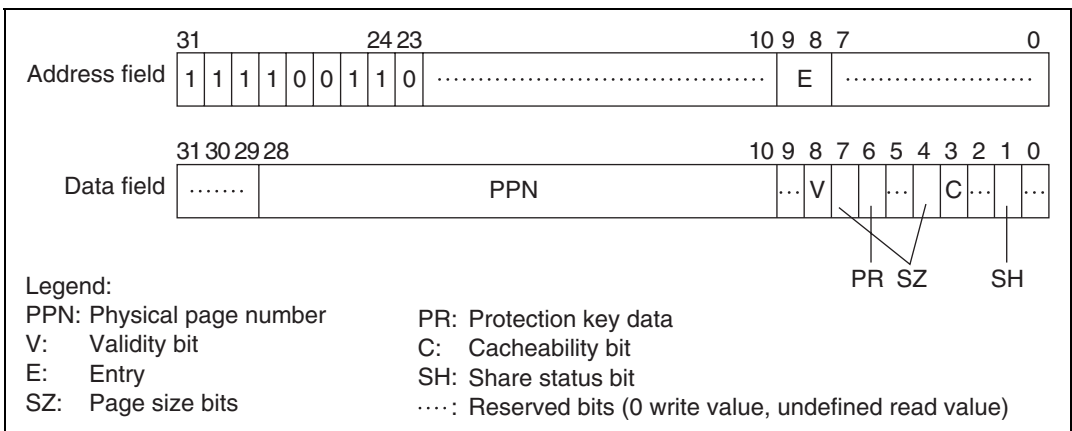 31 24 23 10 9 8 7 0
Address field 1 1 1 1 0 0 1 1 0 ······································ E ······················
31 30 29 28 10 9 8 7 6 5 4 3 2 1 0
Data field ······· PPN ··· V ··· C ··· ···
PR SZ SH
Legend:
PPN: Physical page number
V: Validity bit
E: Entry
SZ: Page size bits
PR: Protection key data
C: Cacheability bit
SH: Share status bit
····: Reserved bits (0 write value, undefined read value)